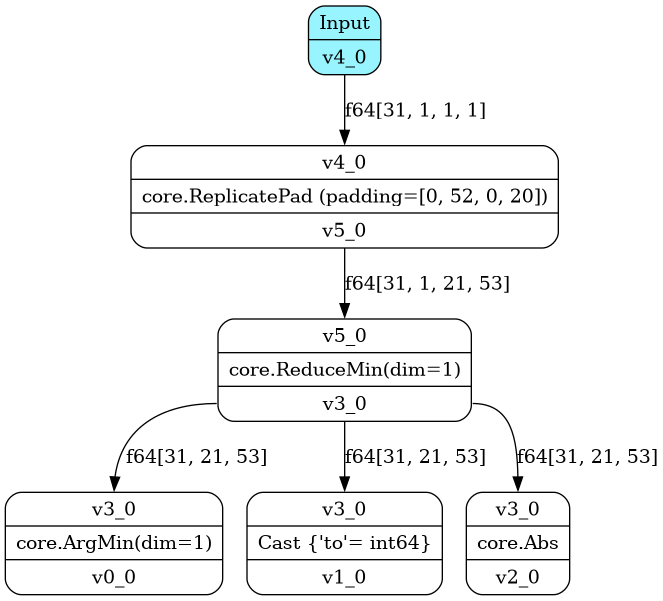 Input
v4_0
f64[31, 1, 1, 1]
v4_0
core.ReplicatePad (padding=[0, 52, 0, 20])
v5_0
f64[31, 1, 21, 53]
v5_0
core.ReduceMin(dim=1)
v3_0
f64[31, 21, 53]
f64[31, 21, 53]
f64[31, 21, 53]
v3_0
core.ArgMin(dim=1)
v0_0
v3_0
Cast {'to'= int64}
v1_0
v3_0
core.Abs
v2_0